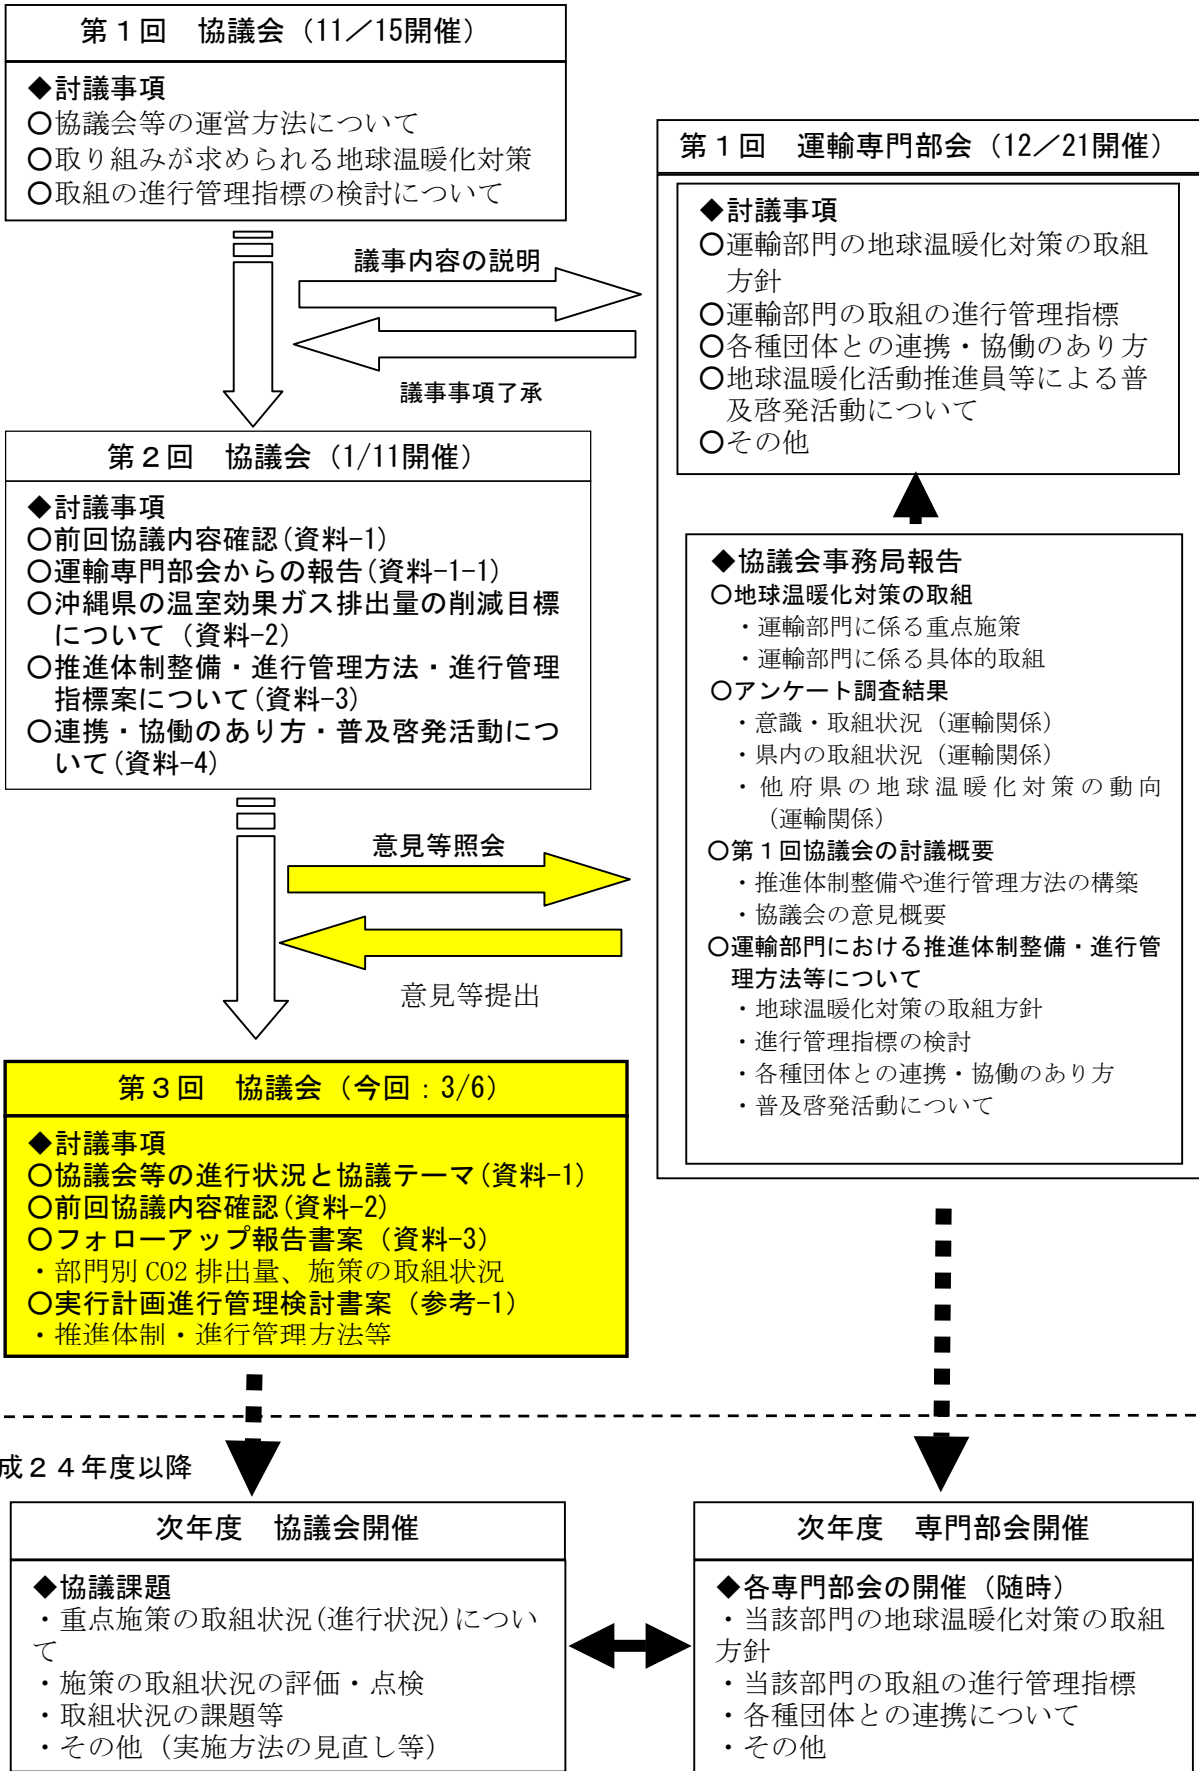 第１回　協議会（11／15開催）
◆討議事項
○協議会等の運営方法について
○取り組みが求められる地球温暖化対策
○取組の進行管理指標の検討について
議事内容の説明
議事事項了承
第１回　運輸専門部会（12／21開催）
◆討議事項
○運輸部門の地球温暖化対策の取組
方針
○運輸部門の取組の進行管理指標
○各種団体との連携・協働のあり方
○地球温暖化活動推進員等による普
及啓発活動について
○その他
◆協議会事務局報告
○地球温暖化対策の取組
・運輸部門に係る重点施策
・運輸部門に係る具体的取組
○アンケート調査結果
・意識・取組状況（運輸関係）
・県内の取組状況（運輸関係）
・他府県の地球温暖化対策の動向
（運輸関係）
○第１回協議会の討議概要
・推進体制整備や進行管理方法の構築
・協議会の意見概要
○運輸部門における推進体制整備・進行管
理方法等について
・地球温暖化対策の取組方針
・進行管理指標の検討
・各種団体との連携・協働のあり方
・普及啓発活動について
第２回　協議会（1/11開催）
◆討議事項
○前回協議内容確認(資料-1)
○運輸専門部会からの報告(資料-1-1)
○沖縄県の温室効果ガス排出量の削減目標
について（資料-2)
○推進体制整備・進行管理方法・進行管理
指標案について(資料-3)
○連携・協働のあり方・普及啓発活動につ
いて(資料-4)
意見等照会
意見等提出
第３回　協議会（今回：3/6）
◆討議事項
○協議会等の進行状況と協議テーマ(資料-1)
○前回協議内容確認(資料-2)
○フォローアップ報告書案（資料-3）
・部門別 CO2 排出量、施策の取組状況
○実行計画進行管理検討書案（参考-1）
・推進体制・進行管理方法等
成２４年度以降
次年度　協議会開催
◆協議課題
・重点施策の取組状況(進行状況)につい
て
・施策の取組状況の評価・点検
・取組状況の課題等
・その他（実施方法の見直し等）
次年度　専門部会開催
◆各専門部会の開催（随時）
・当該部門の地球温暖化対策の取組
方針
・当該部門の取組の進行管理指標
・各種団体との連携について
・その他